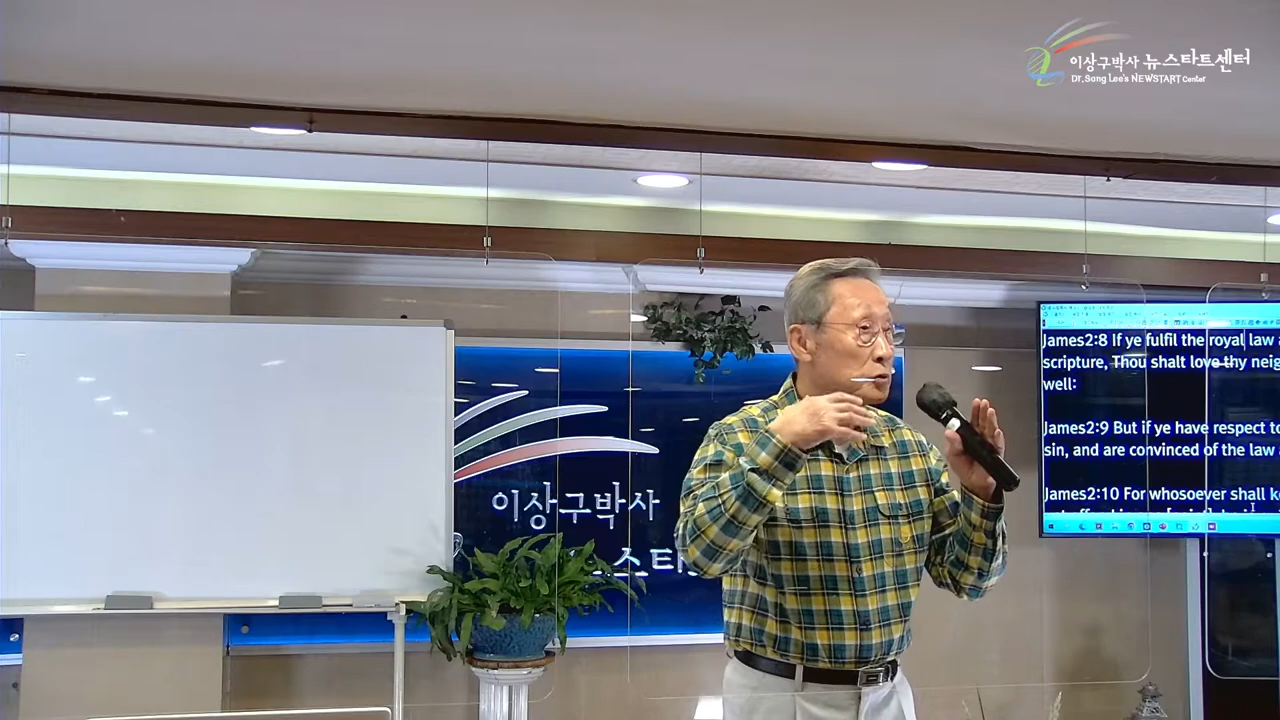 이상구박사 뉴스타트센터
Dr. Sang Lee's NEWSTART Center
이상구박사
스타
James2:8 If ye fulfil the royal law
scripture, Thou shalt love thy neig
well:
James2:9 But if ye have respect to
sin, and are convinced of the law
James2:10 For whosoever shall k